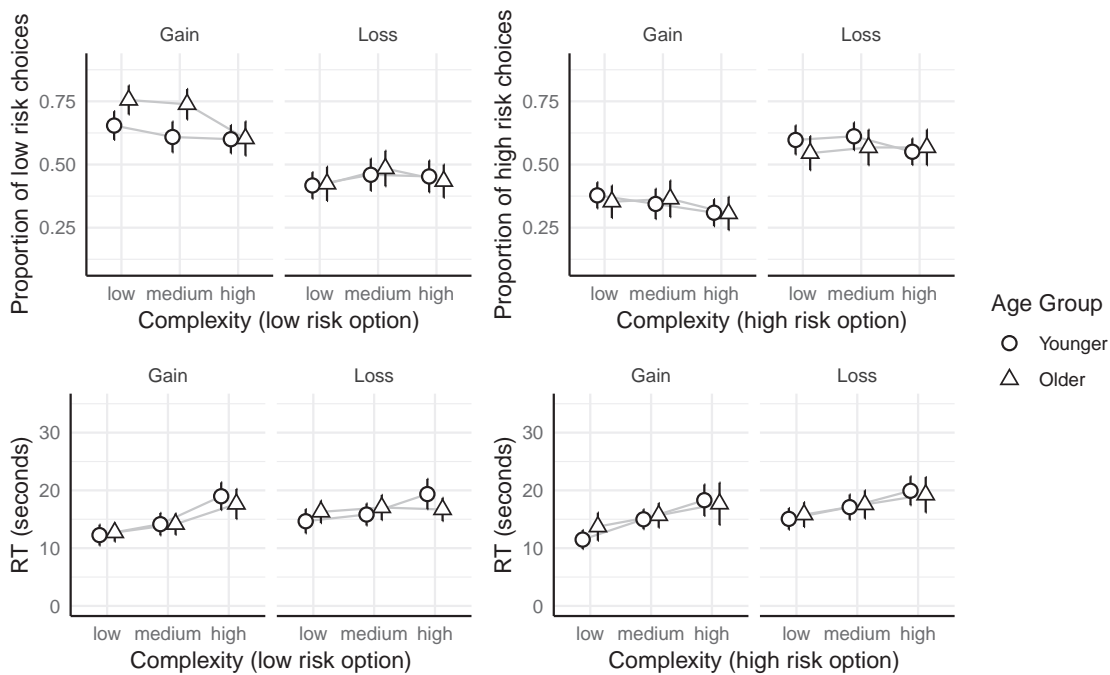 Proportion of low risk choices
Gain
Loss
0.75
0.50
0.25
low medium high
low medium high
Complexity (low risk option)
Proportion of high risk choices
Gain
Loss
0.75
0.50
0.25
low medium high
low medium high
Complexity (high risk option)
Age Group
Younger
Older
RT (seconds)
Gain
Loss
30
20
10
0
low medium high
low medium high
Complexity (low risk option)
RT (seconds)
Gain
Loss
30
20
10
0
low medium high
low medium high
Complexity (high risk option)